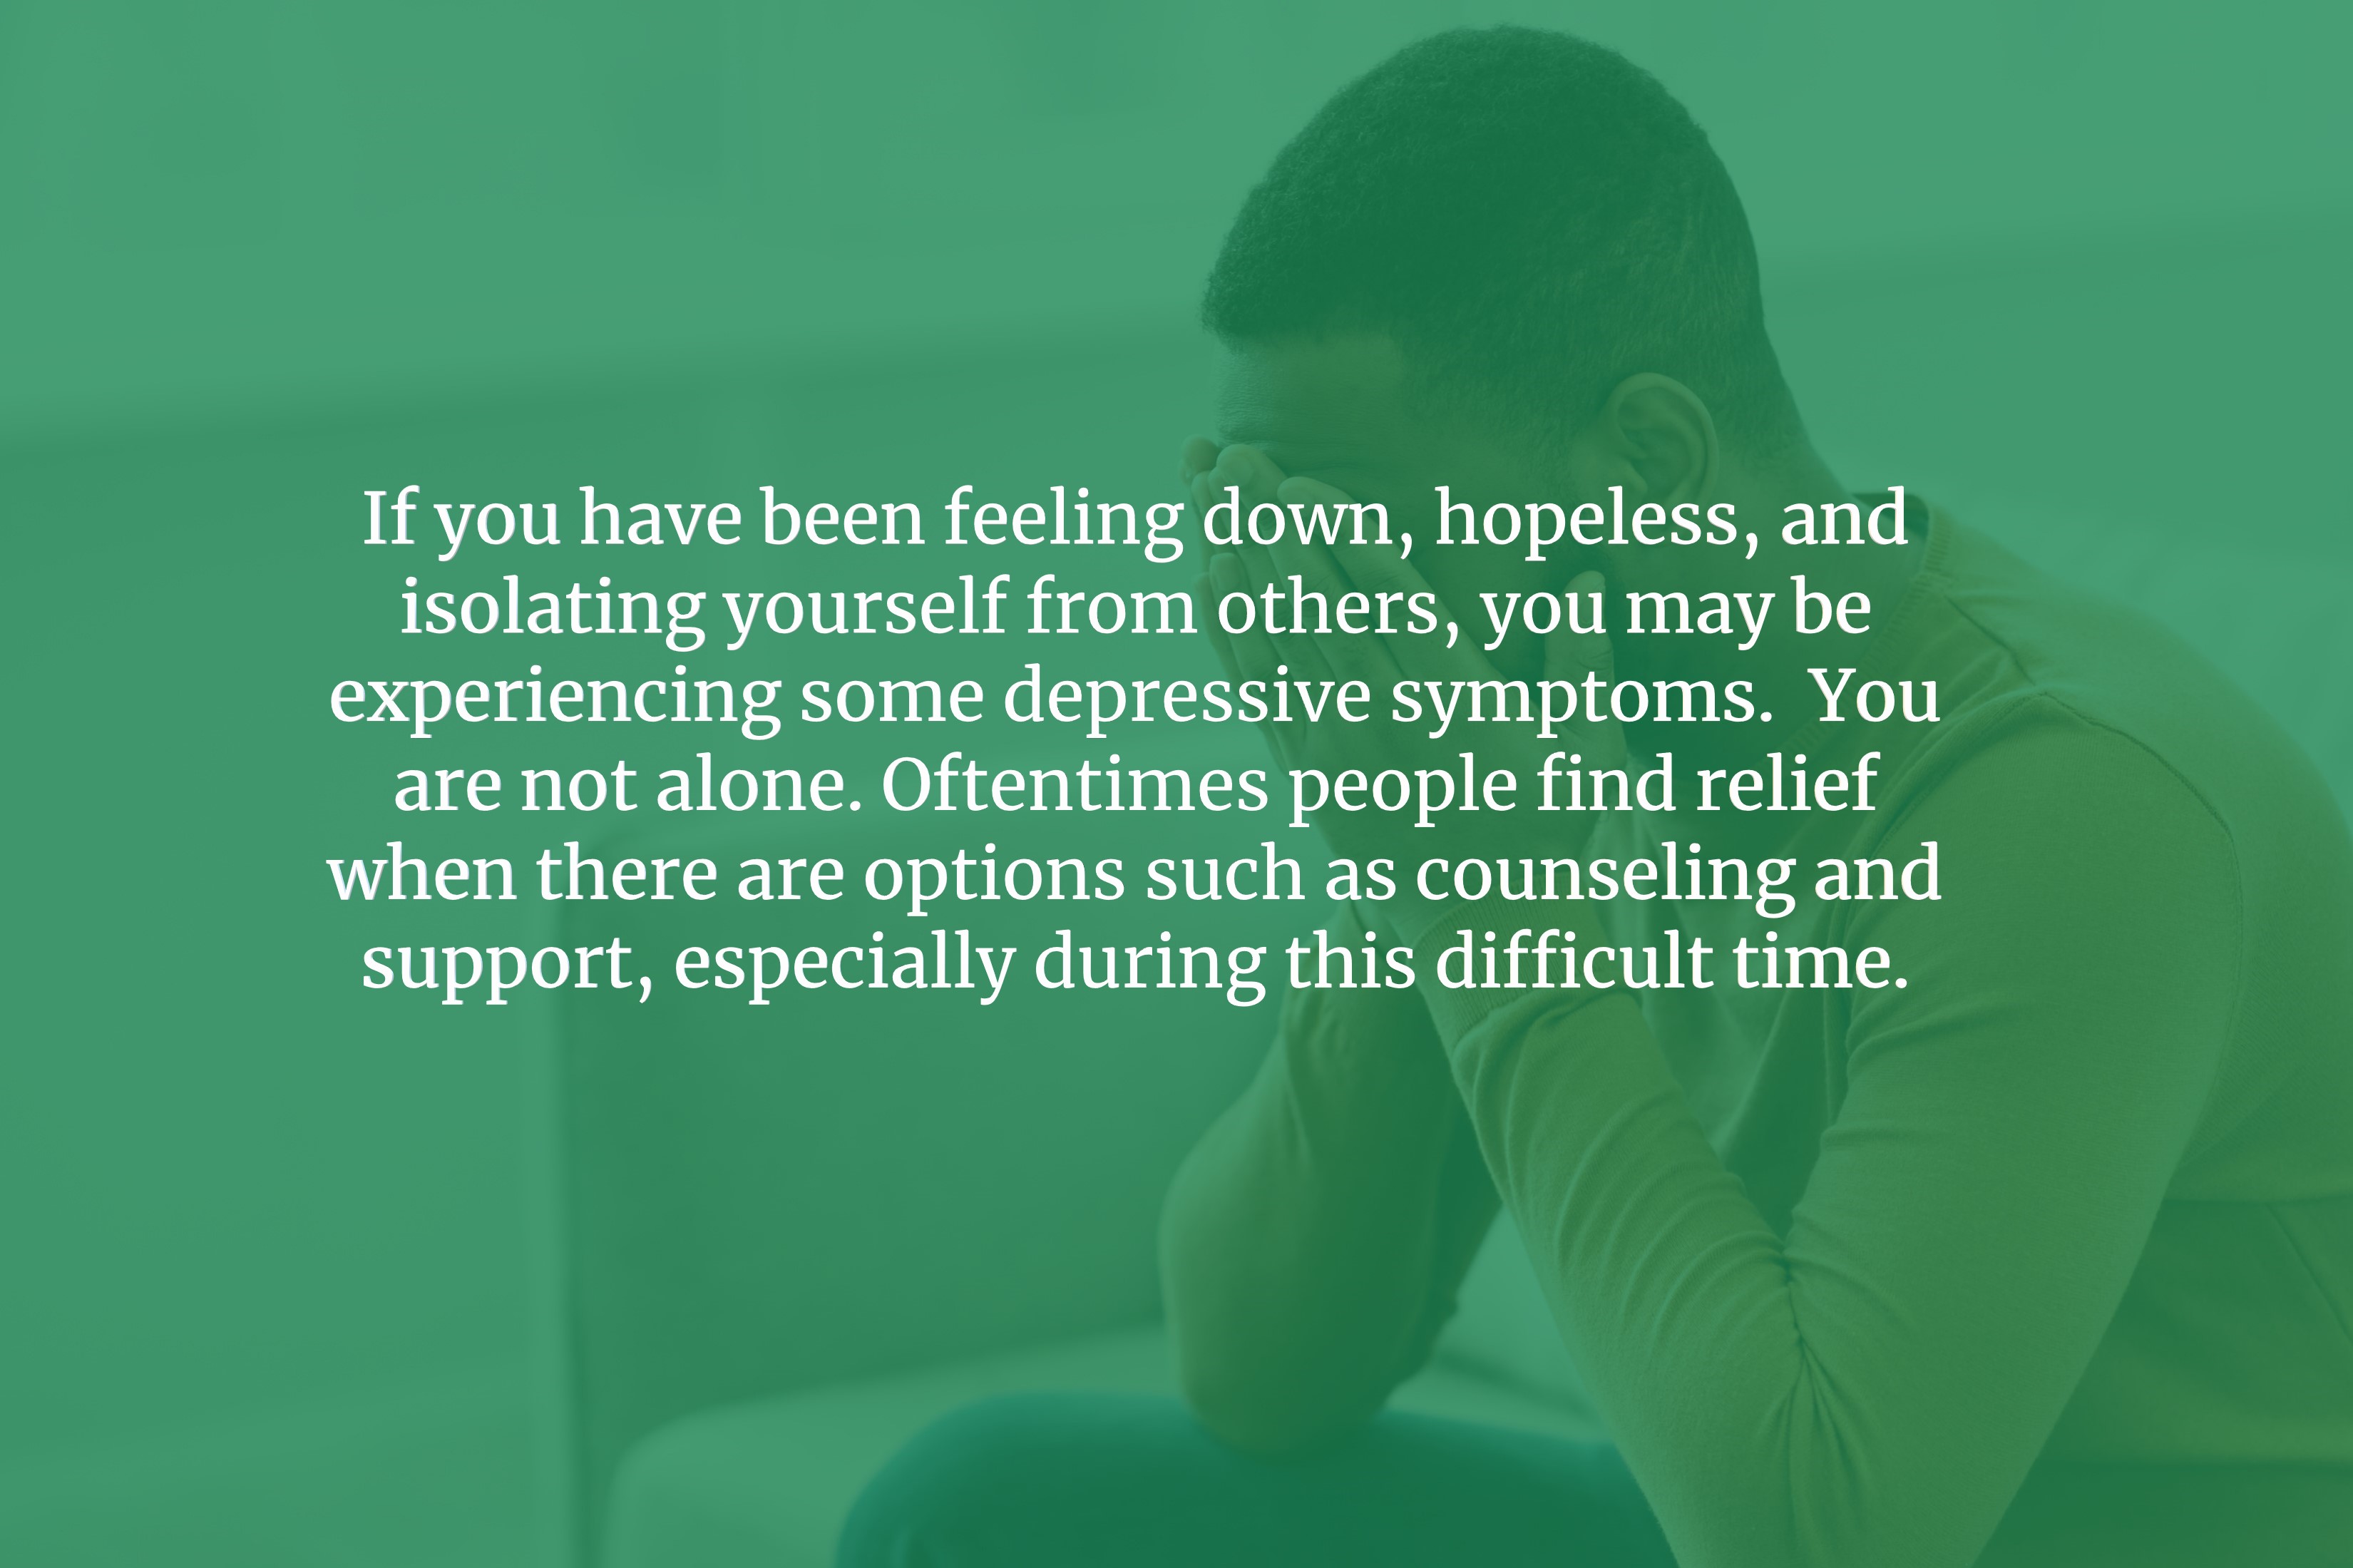 If you have been feeling down, hopeless, and
isolating yourself from others, you may be
experiencing some depressive symptoms.  You
are not alone. Oftentimes people find relief
when there are options such as counseling and
support, especially during this difficult time.